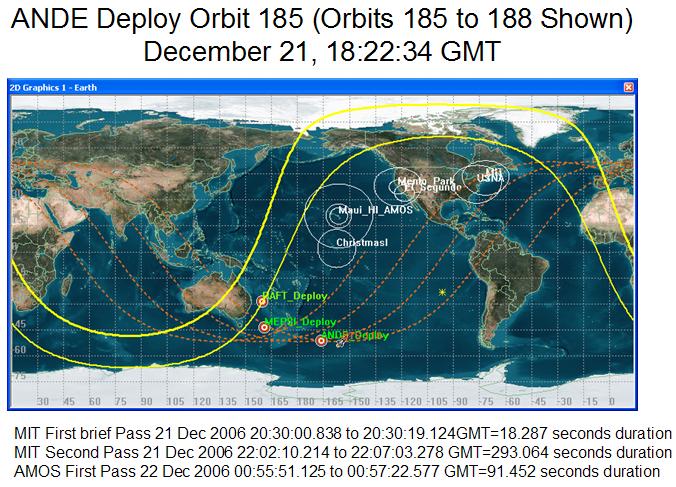 ANDE Deploy Orbit 185 (Orbits 185 to 188 Shown)
December 21, 18:22:34 GMT
2D Graphics 1 - Earth
Mento_Park
El_Segundo
USNA
Maui_HI_AMOS
ChristmasI
RAFT_Deploy
MEPSI_Deploy
ANDE_Deploy
-45
-60
-75
30 45 60 75 90 105 120 135 150 165 180 -165 -150 -135 -120 -105 -90 -75 -60 -45 -30 -15 0
MIT First brief Pass 21 Dec 2006 20:30:00.838 to 20:30:19.124GMT=18.287 seconds duration
MIT Second Pass 21 Dec 2006 22:02:10.214 to 22:07:03.278 GMT=293.064 seconds duration
AMOS First Pass 22 Dec 2006 00:55:51.125 to 00:57:22.577 GMT=91.452 seconds duration